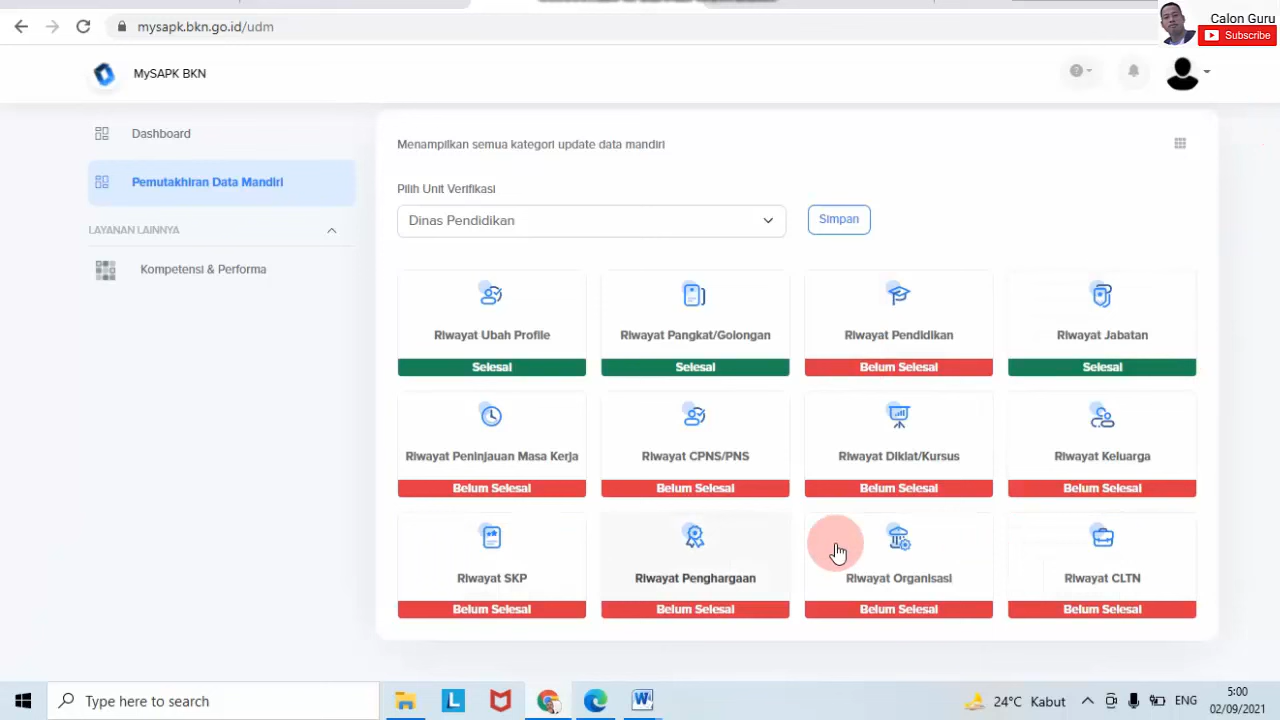 Calon Guru
Subscribe
mysapk.bkn.go.id/udm
MySAPK BKN
Dashboard
Pemutakhiran Data Mandiri
LAYANAN LAINNYA
Kompetensi & Performa
Menampilkan semua kategori update data mandiri
Pilih Unit Verifikasi
Dinas Pendidikan
Simpan
Riwayat Ubah Profile
Selesai
Riwayat Pangkat/Golongan
Selesai
Riwayat Pendidikan
Belum Selesai
Riwayat Jabatan
Selesai
Riwayat Peninjauan Masa Kerja
Belum Selesai
Riwayat CPNS/PNS
Belum Selesai
Riwayat Diklat/Kursus
Belum Selesai
Riwayat Keluarga
Belum Selesai
Riwayat SKP
Belum Selesai
Riwayat Penghargaan
Belum Selesai
Riwayat Organisasi
Belum Selesai
Riwayat CLTN
Belum Selesai
Type here to search
24°C Kabut
ENG
5:00
02/09/2021